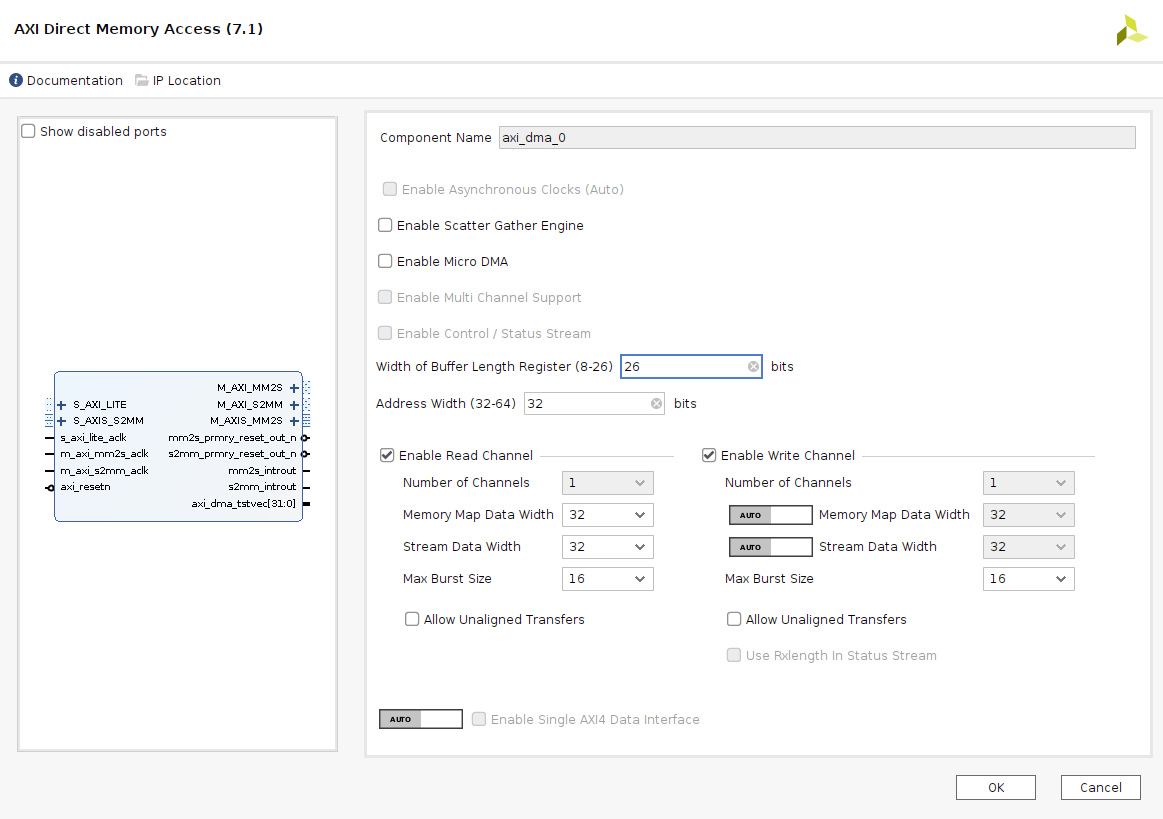 AXI Direct Memory Access (7.1)
i Documentation IP Location
Show disabled ports
M_AXI_MM2S
S_AXI_LITE M_AXI_S2MM
S_AXIS_S2MM M_AXIS_MM2S
s_axi_lite_aclk mm2s_prmry_reset_out_n
m_axi_mm2s_aclk s2mm_prmry_reset_out_n
m_axi_s2mm_aclk mm2s_introut
axi_resetn s2mm_introut
axi_dma_tstvec[31:0]
Component Name axi_dma_0
Enable Asynchronous Clocks (Auto)
Enable Scatter Gather Engine
Enable Micro DMA
Enable Multi Channel Support
Enable Control / Status Stream
Width of Buffer Length Register (8-26) 26 bits
Address Width (32-64) 32 bits
Enable Read Channel
Number of Channels 1
Memory Map Data Width 32
Stream Data Width 32
Max Burst Size 16
Allow Unaligned Transfers
Enable Write Channel
Number of Channels 1
AUTO Memory Map Data Width 32
AUTO Stream Data Width 32
Max Burst Size 16
Allow Unaligned Transfers
Use Rxlength In Status Stream
AUTO Enable Single AXI4 Data Interface
OK Cancel